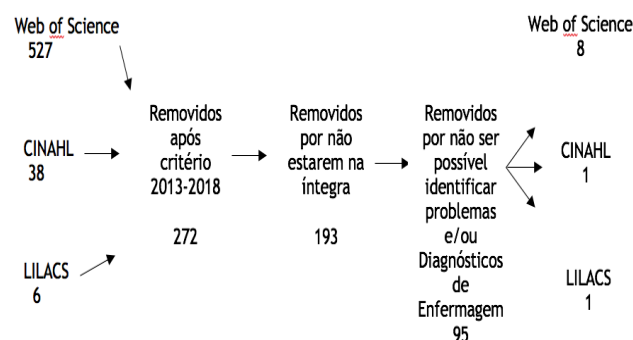 Web of Science
527
CINAHL
38
LILACS
6
Removidos
após
critério
2013-2018
272
Removidos
por não
estarem na
íntegra
193
Removidos
por não ser
possível
identificar
problemas
e/ou
Diagnósticos
de
Enfermagem
95
Web of Science
8
CINAHL
1
LILACS
1